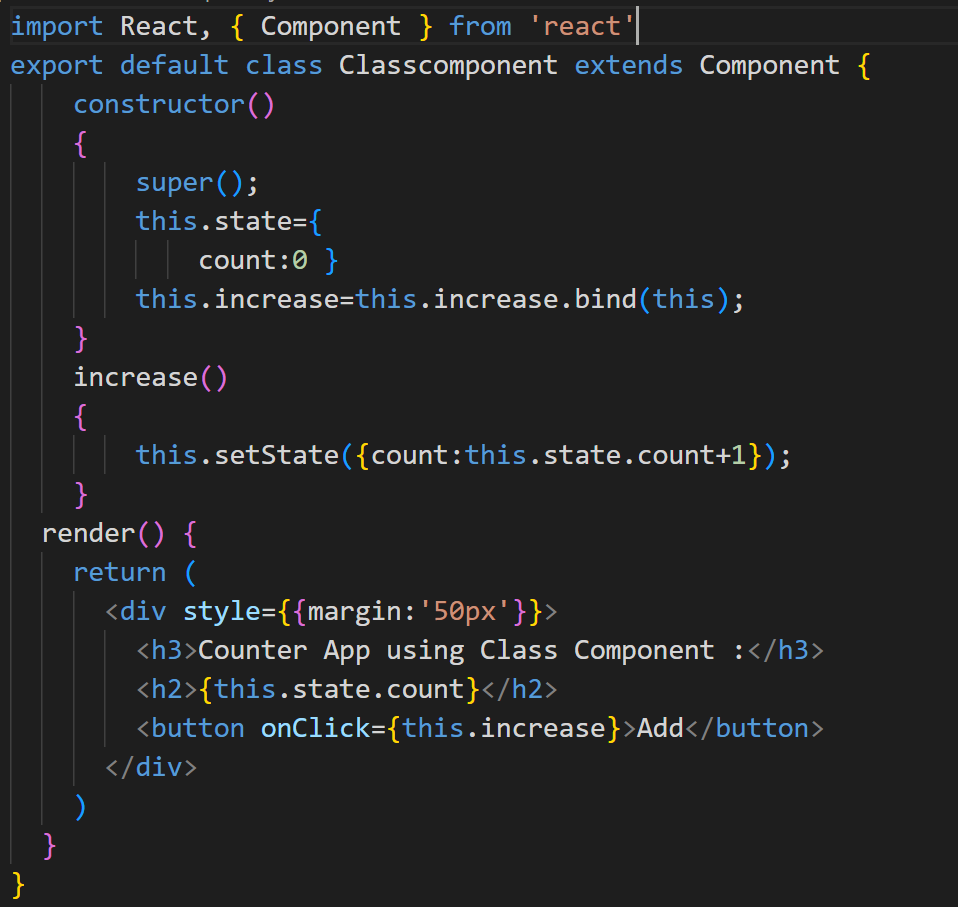 import React, { Component } from 'react'
export default class Classcomponent extends Component {
    constructor()
    {
        super();
        this.state={
            count:0 }
        this.increase=this.increase.bind(this);
    }
    increase()
    {
        this.setState({count:this.state.count+1});
    }
  render() {
    return (
      <div style={{margin:'50px'}}>
        <h3>Counter App using Class Component :</h3>
        <h2>{this.state.count}</h2>
        <button onClick={this.increase}>Add</button>
      </div>
    )
  }
}